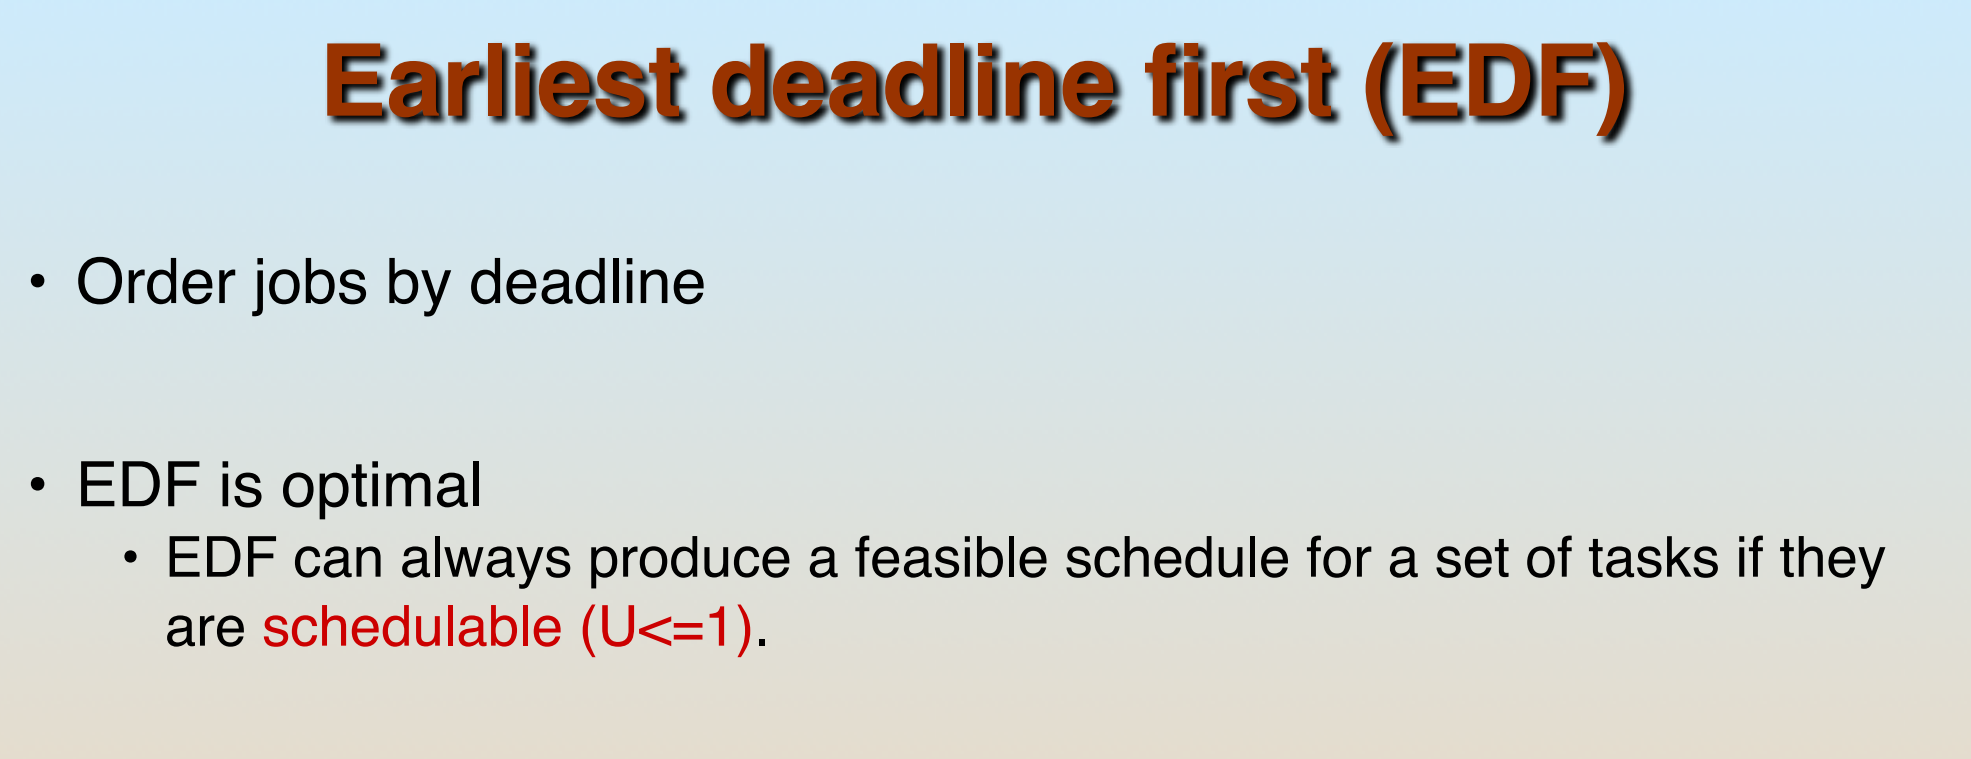 Earliest deadline first (EDF)
• Order jobs by deadline
• EDF is optimal
• EDF can always produce a feasible schedule for a set of tasks if they
are schedulable (U<=1).